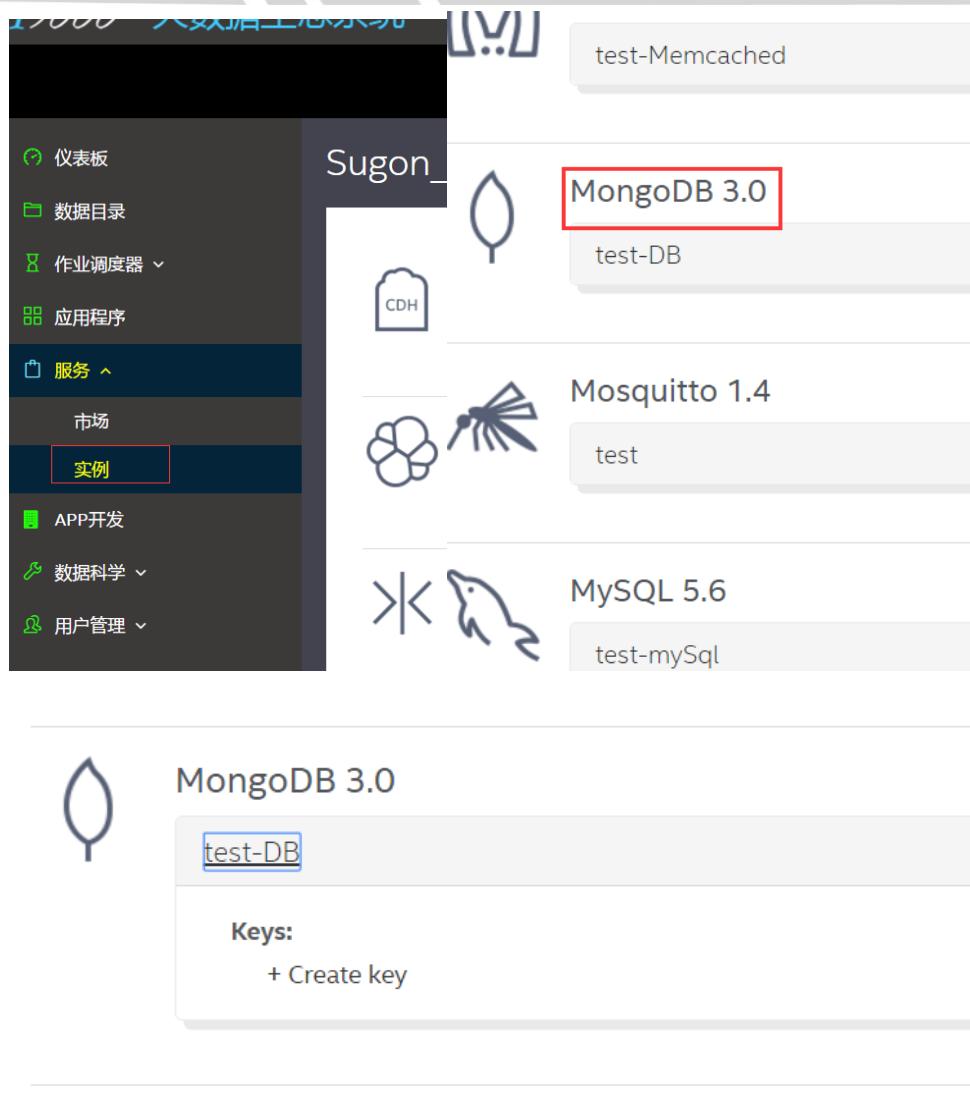 仪表板
数据目录
作业调度器
应用程序
服务
市场
实例
APP开发
数据科学
用户管理
Sugon_
CDH
test-Memcached
MongoDB 3.0
test-DB
Mosquitto 1.4
test
MySQL 5.6
test-mySql
MongoDB 3.0
test-DB
Keys:
+ Create key